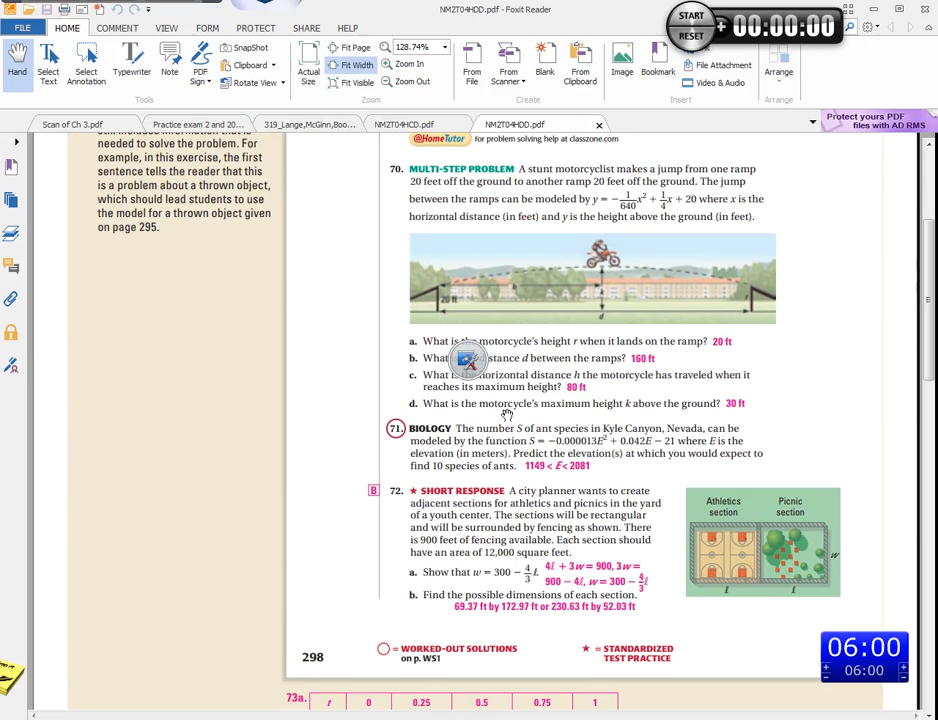 NM2T04HDD.pdf - Foxit Reader
START
RESET
00:00:00
FILE
HOME
COMMENT
VIEW
FORM
PROTECT
SHARE
HELP
Hand
Select
Text
Select
Annotation
Typewriter
Note
PDF
Sign
SnapShot
Clipboard
Rotate View
Tools
Actual
Size
Fit Page
Fit Width
Fit Visible
128.74%
Zoom In
Zoom Out
Zoom
From
File
From
Scanner
Blank
From
Clipboard
Create
Image
Bookmark
File Attachment
Video & Audio
Insert
Arrange
Arrange
Scan of Ch 3.pdf
Practice exam 2 and 20...
319_Lange,McGinn,Boo...
NM2T04HCD.pdf
NM2T04HDD.pdf
Protect yours PDF
files with AD RMS
still includes information that is
needed to solve the problem. For
example, in this exercise, the first
sentence tells the reader that this
is a problem about a thrown object,
which should lead students to use
the model for a thrown object given
on page 295.
@HomeTutor for problem solving help at classzone.com
70. MULTI-STEP PROBLEM A stunt motorcyclist makes a jump from one ramp
20 feet off the ground to another ramp 20 feet off the ground. The jump
between the ramps can be modeled by y = −1/640x² + 1/4x + 20 where x is the
horizontal distance (in feet) and y is the height above the ground (in feet).
20 ft
d
a. What is the motorcycle's height r when it lands on the ramp? 20 ft
b. What distance d between the ramps? 160 ft
c. What is the horizontal distance h the motorcycle has traveled when it
reaches its maximum height? 80 ft
d. What is the motorcycle's maximum height k above the ground? 30 ft
71. BIOLOGY The number S of ant species in Kyle Canyon, Nevada, can be
modeled by the function S = −0.000013E² + 0.042E − 21 where E is the
elevation (in meters). Predict the elevation(s) at which you would expect to
find 10 species of ants. 1149 < E < 2081
B 72. ★ SHORT RESPONSE A city planner wants to create
adjacent sections for athletics and picnics in the yard
of a youth center. The sections will be rectangular
and will be surrounded by fencing as shown. There
is 900 feet of fencing available. Each section should
have an area of 12,000 square feet.
a. Show that w = 300 − 4/3ℓ. 4ℓ + 3w = 900, 3w =
900 − 4ℓ, w = 300 − 4/3ℓ
b. Find the possible dimensions of each section.
69.37 ft by 172.97 ft or 230.63 ft by 52.03 ft
Athletics
section
Picnic
section
w
ℓ ℓ
298
= WORKED-OUT SOLUTIONS
on p. WS1
★ = STANDARDIZED
TEST PRACTICE
06:00
06:00
73a.
t 0 0.25 0.5 0.75 1